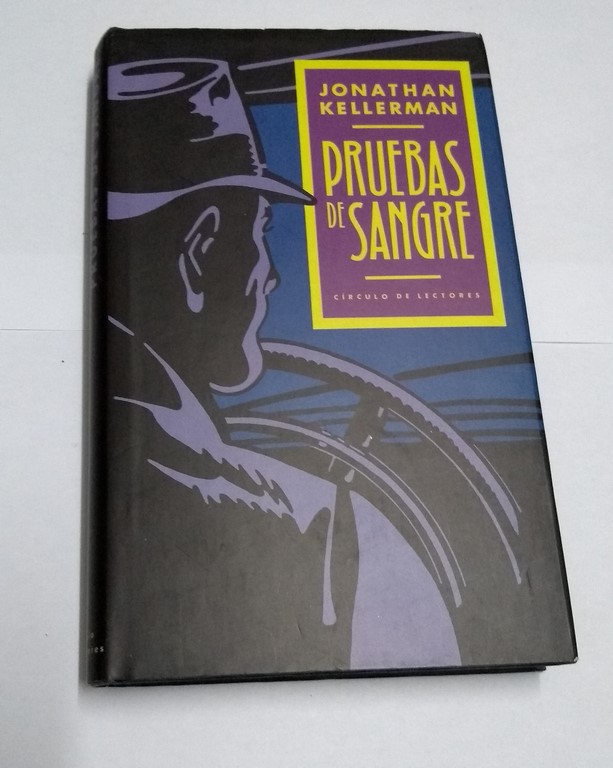 JONATHAN
KELLERMAN
PRUEBAS
DE SANGRE
CÍRCULO DE LECTORES